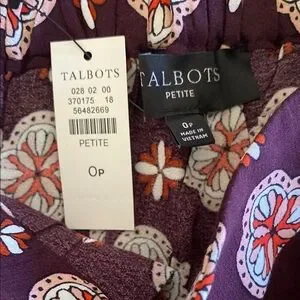 TALBOTS
028 02 00
370175 18
56482669
PETITE
0P
TALBOTS
PETITE
0P
MADE IN
VIETNAM